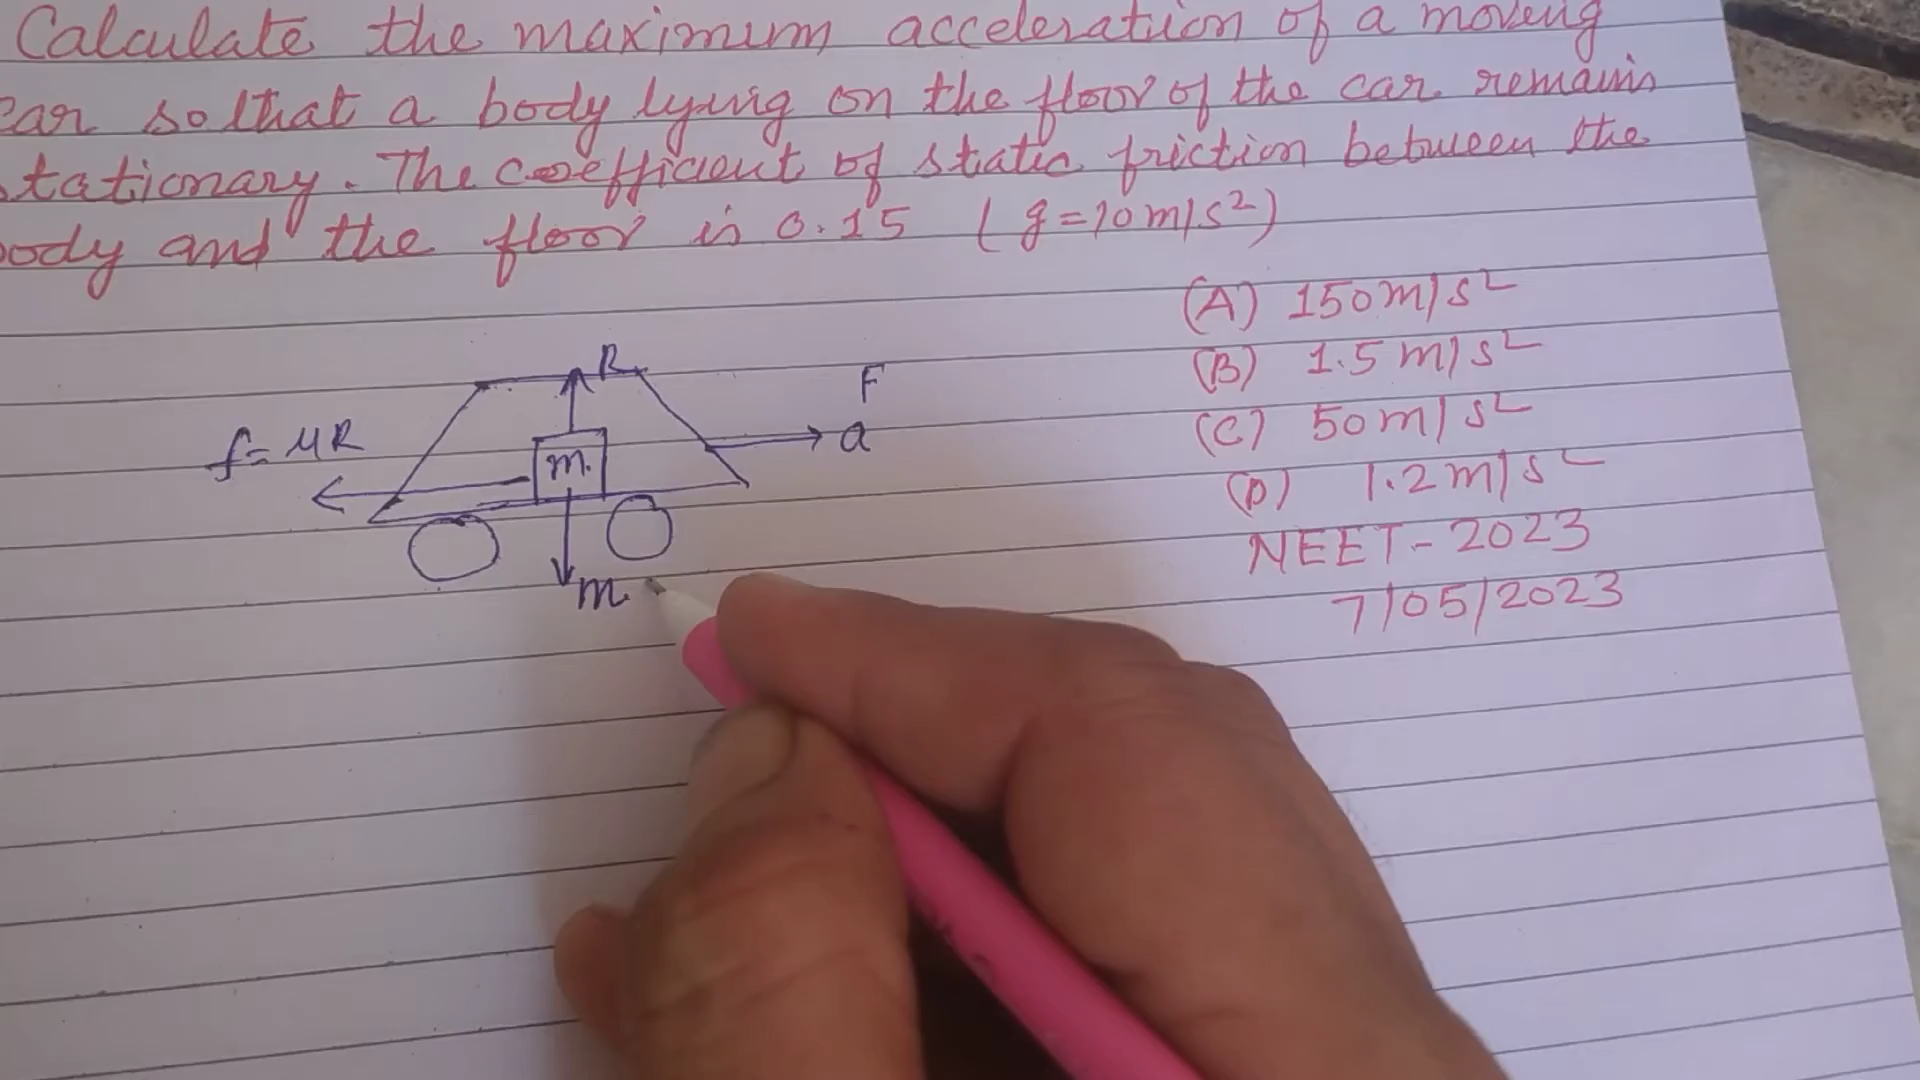 Calculate the maximum acceleration of a moving
car so that a body lying on the floor of the car remains
stationary. The coefficient of static friction between the
body and the floor is 0.15 (g=10m/s²)
(A) 150m/s²
(B) 1.5m/s²
(C) 50m/s²
(D) 1.2m/s²
NEET-2023
7/05/2023
R
F
a
f=μR
m.
m.